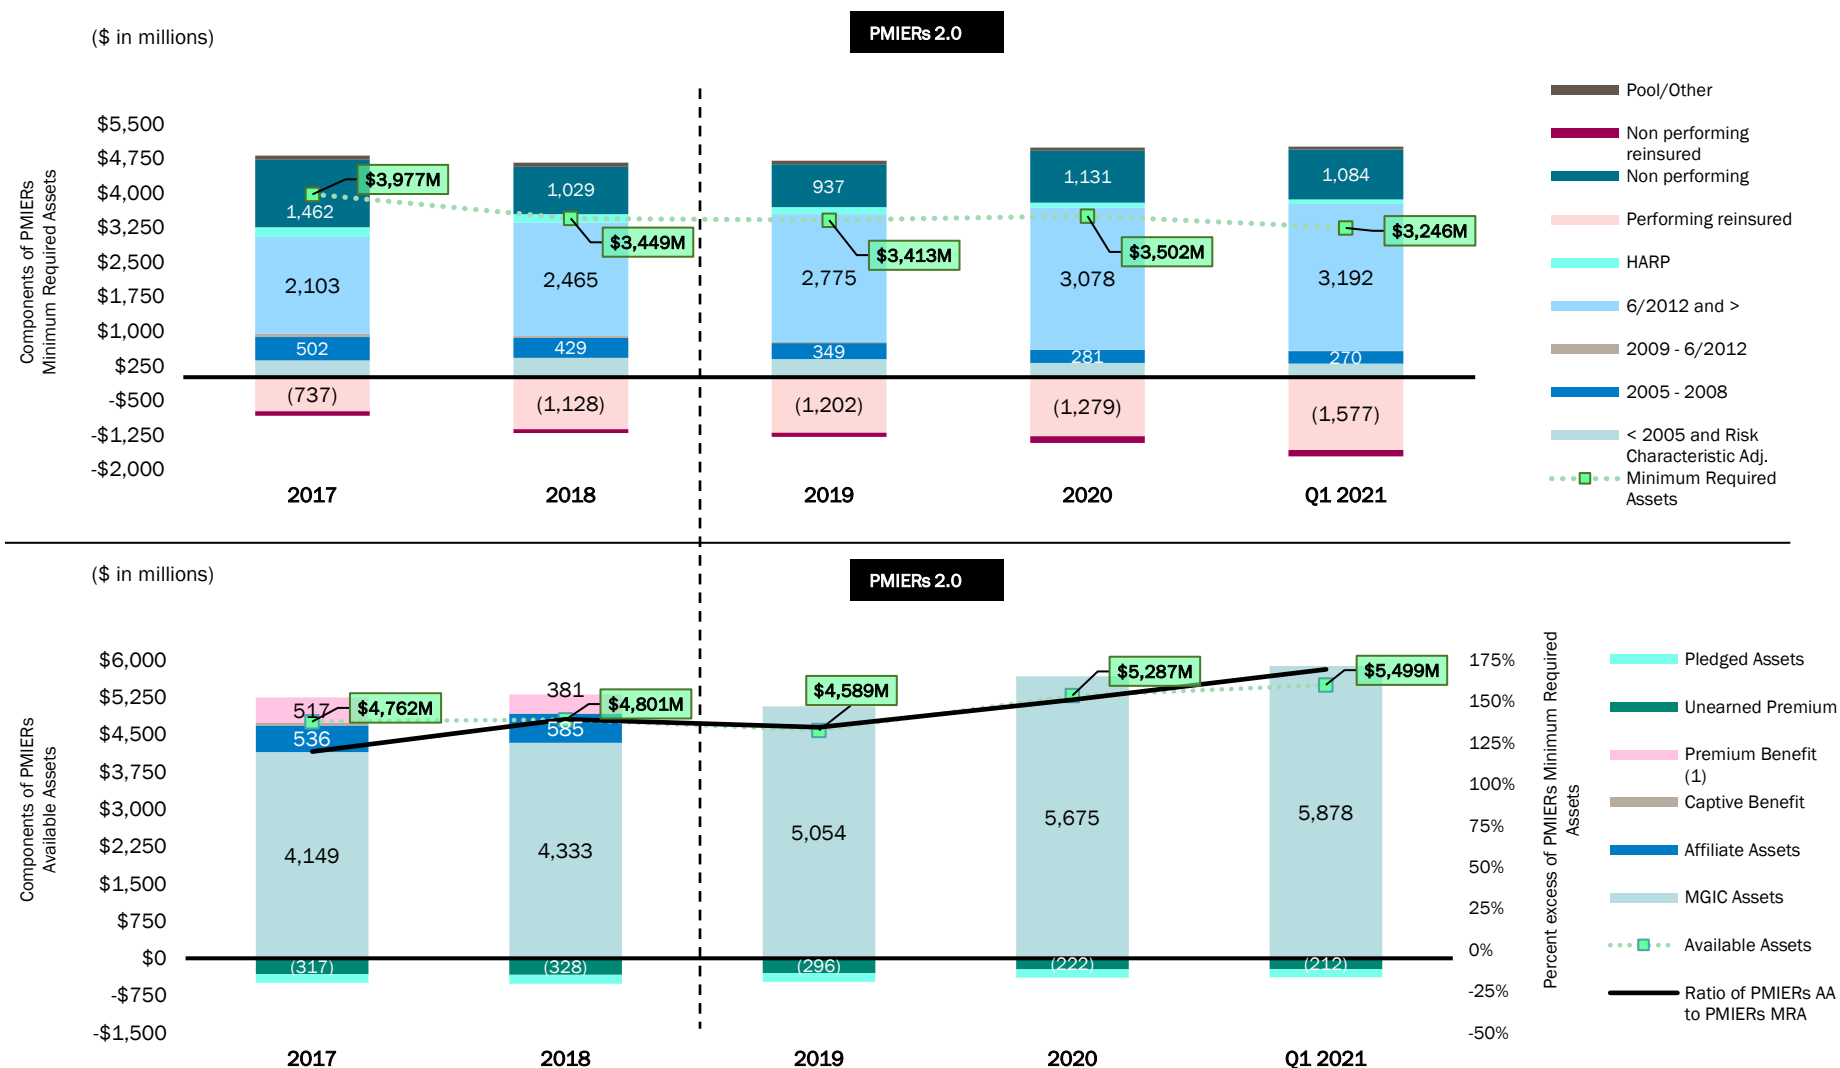 ($ in millions)
PMIERs 2.0
Components of PMIERs
Minimum Required Assets
$5,500
$4,750
$4,000
$3,250
$2,500
$1,750
$1,000
$250
-$500
-$1,250
-$2,000
1,462
2,103
502
(737)
$3,977M
1,029
2,465
429
(1,128)
$3,449M
937
2,775
349
(1,202)
$3,413M
1,131
3,078
281
(1,279)
$3,502M
1,084
3,192
270
(1,577)
$3,246M
2017
2018
2019
2020
Q1 2021
Pool/Other
Non performing
reinsured
Non performing
Performing reinsured
HARP
6/2012 and >
2009 - 6/2012
2005 - 2008
< 2005 and Risk
Characteristic Adj.
Minimum Required
Assets
($ in millions)
PMIERs 2.0
Components of PMIERs
Available Assets
$6,000
$5,250
$4,500
$3,750
$3,000
$2,250
$1,500
$750
$0
-$750
-$1,500
517
536
4,149
(317)
$4,762M
381
585
4,333
(328)
$4,801M
5,054
(296)
$4,589M
5,675
(222)
$5,287M
5,878
(212)
$5,499M
2017
2018
2019
2020
Q1 2021
175%
150%
125%
100%
75%
50%
25%
0%
-25%
-50%
Percent excess of PMIERs Minimum Required
Assets
Pledged Assets
Unearned Premium
Premium Benefit
(1)
Captive Benefit
Affiliate Assets
MGIC Assets
Available Assets
Ratio of PMIERs AA
to PMIERs MRA